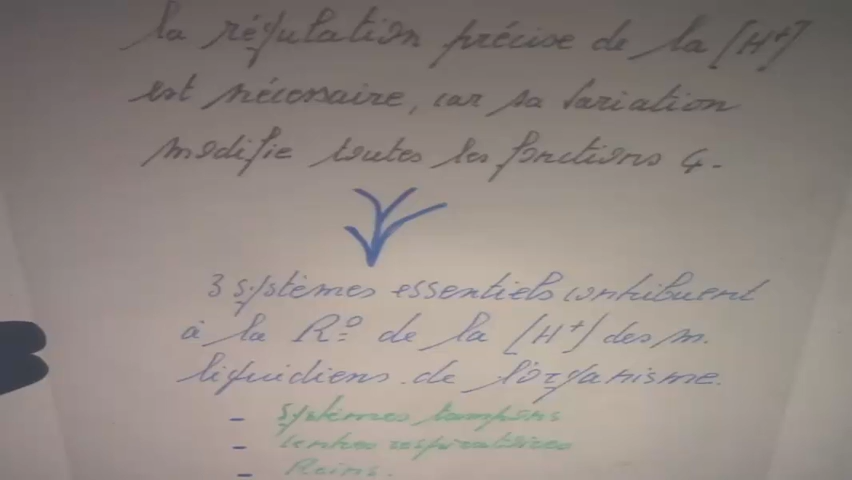 la régulation précise de la [H+]
est nécessaire, car sa variation
modifie toutes les fonctions
3 systèmes essentiels contribuent
à la Ro de la [H+] des m.
liquidiens de l'organisme.
- systèmes tampons
- Centres respiratoires
- Reins.